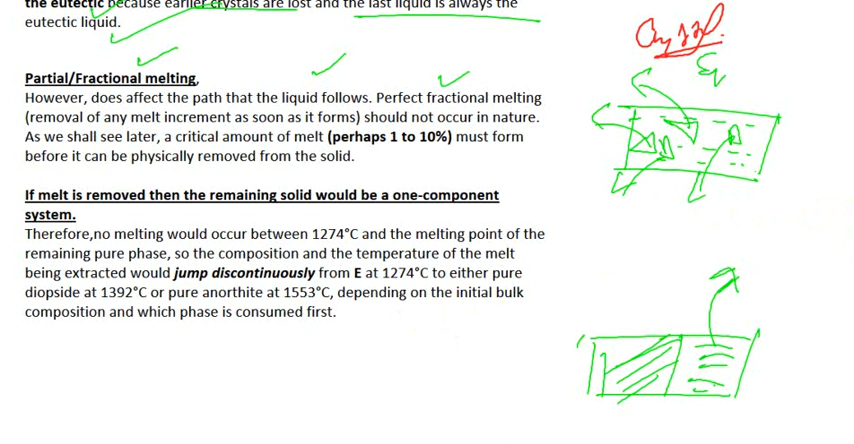 the eutectic because earlier crystals are lost and the last liquid is always the
eutectic liquid.
Partial/Fractional melting,
However, does affect the path that the liquid follows. Perfect fractional melting
(removal of any melt increment as soon as it forms) should not occur in nature.
As we shall see later, a critical amount of melt (perhaps 1 to 10%) must form
before it can be physically removed from the solid.
If melt is removed then the remaining solid would be a one-component
system.
Therefore,no melting would occur between 1274°C and the melting point of the
remaining pure phase, so the composition and the temperature of the melt
being extracted would jump discontinuously from E at 1274°C to either pure
diopside at 1392°C or pure anorthite at 1553°C, depending on the initial bulk
composition and which phase is consumed first.